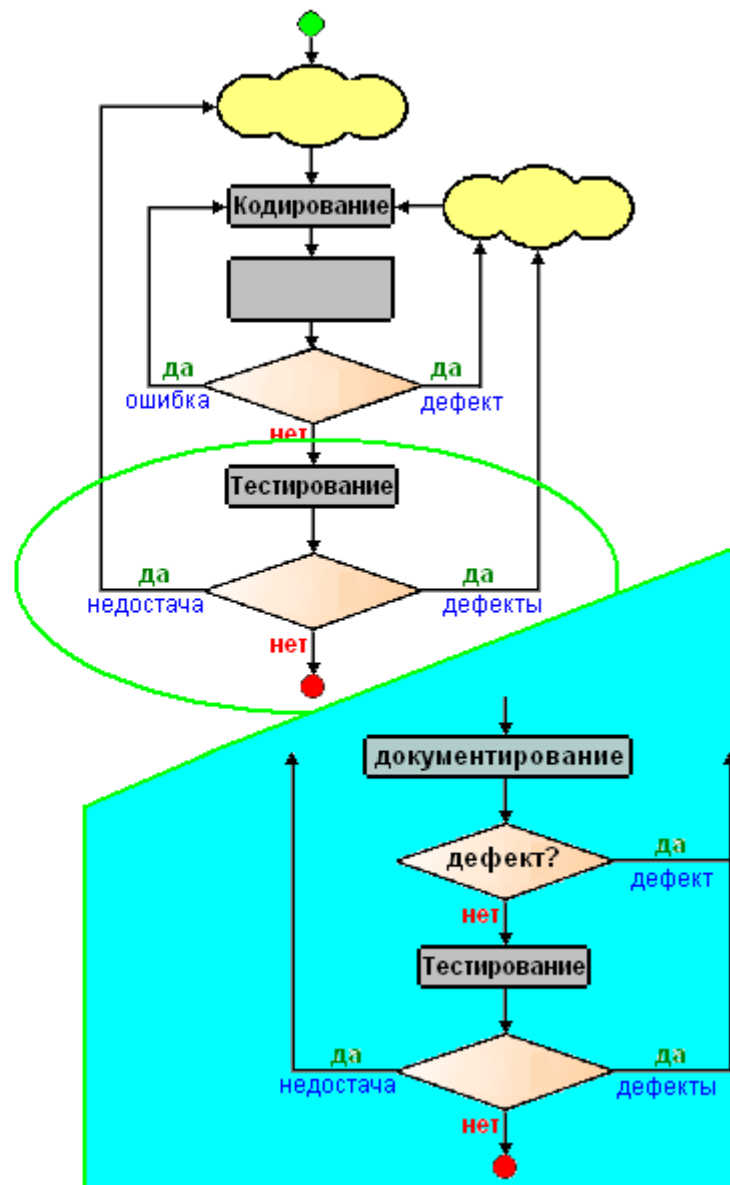 Кодирование
да
да
ошибка
дефект
нет
Тестирование
да
да
недостача
дефекты
нет
документирование
дефект?
да
дефект
нет
Тестирование
да
да
недостача
дефекты
нет